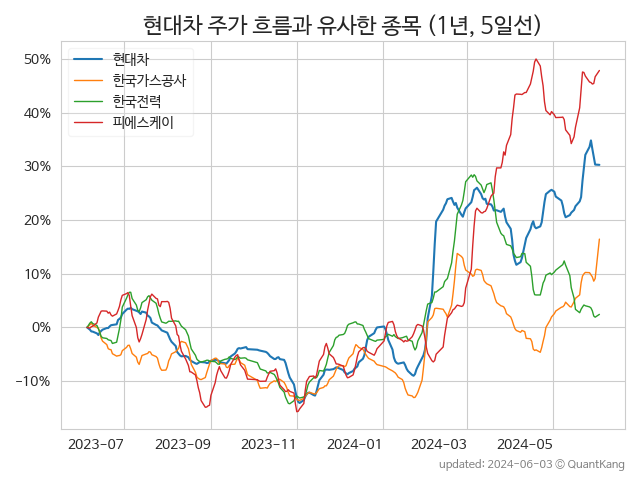 현대차 주가 흐름과 유사한 종목 (1년, 5일선)
현대차
한국가스공사
한국전력
피에스케이
50%
40%
30%
20%
10%
0%
−10%
2023-07
2023-09
2023-11
2024-01
2024-03
2024-05
updated: 2024-06-03 © QuantKang